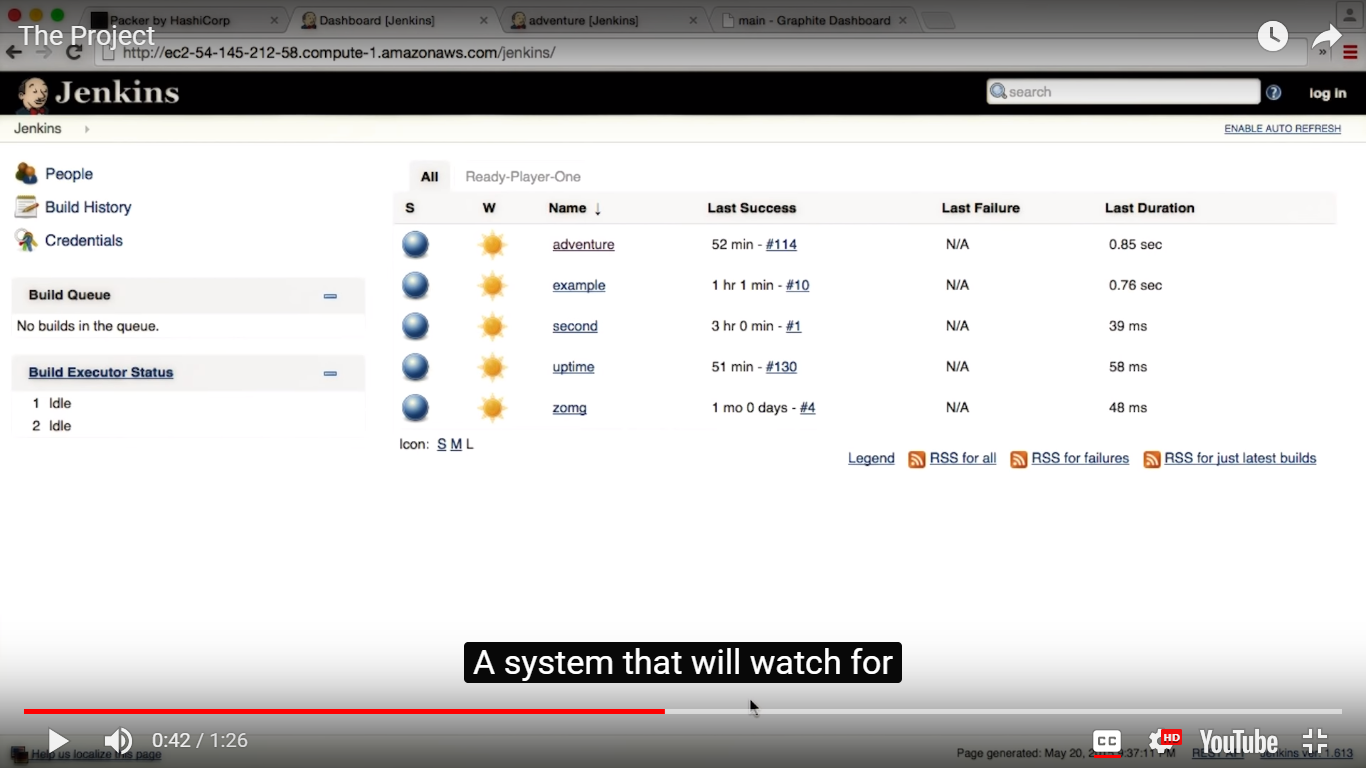 Packer by HashiCorp
Dashboard [Jenkins]
adventure [Jenkins]
main - Graphite Dashboard
The Project
http://ec2-54-145-212-58.compute-1.amazonaws.com/jenkins/
Jenkins
search
log in
Jenkins
ENABLE AUTO REFRESH
People
Build History
Credentials
Build Queue
No builds in the queue.
Build Executor Status
1 Idle
2 Idle
All Ready-Player-One
S W Name ↓ Last Success Last Failure Last Duration
adventure 52 min - #114 N/A 0.85 sec
example 1 hr 1 min - #10 N/A 0.76 sec
second 3 hr 0 min - #1 N/A 39 ms
uptime 51 min - #130 N/A 58 ms
zomg 1 mo 0 days - #4 N/A 48 ms
Icon: S M L
Legend RSS for all RSS for failures RSS for just latest builds
A system that will watch for
0:42 / 1:26
CC HD YouTube
Help us localize this page
Page generated: May 20, 9:37:11 PM REST API Jenkins ver. 1.613